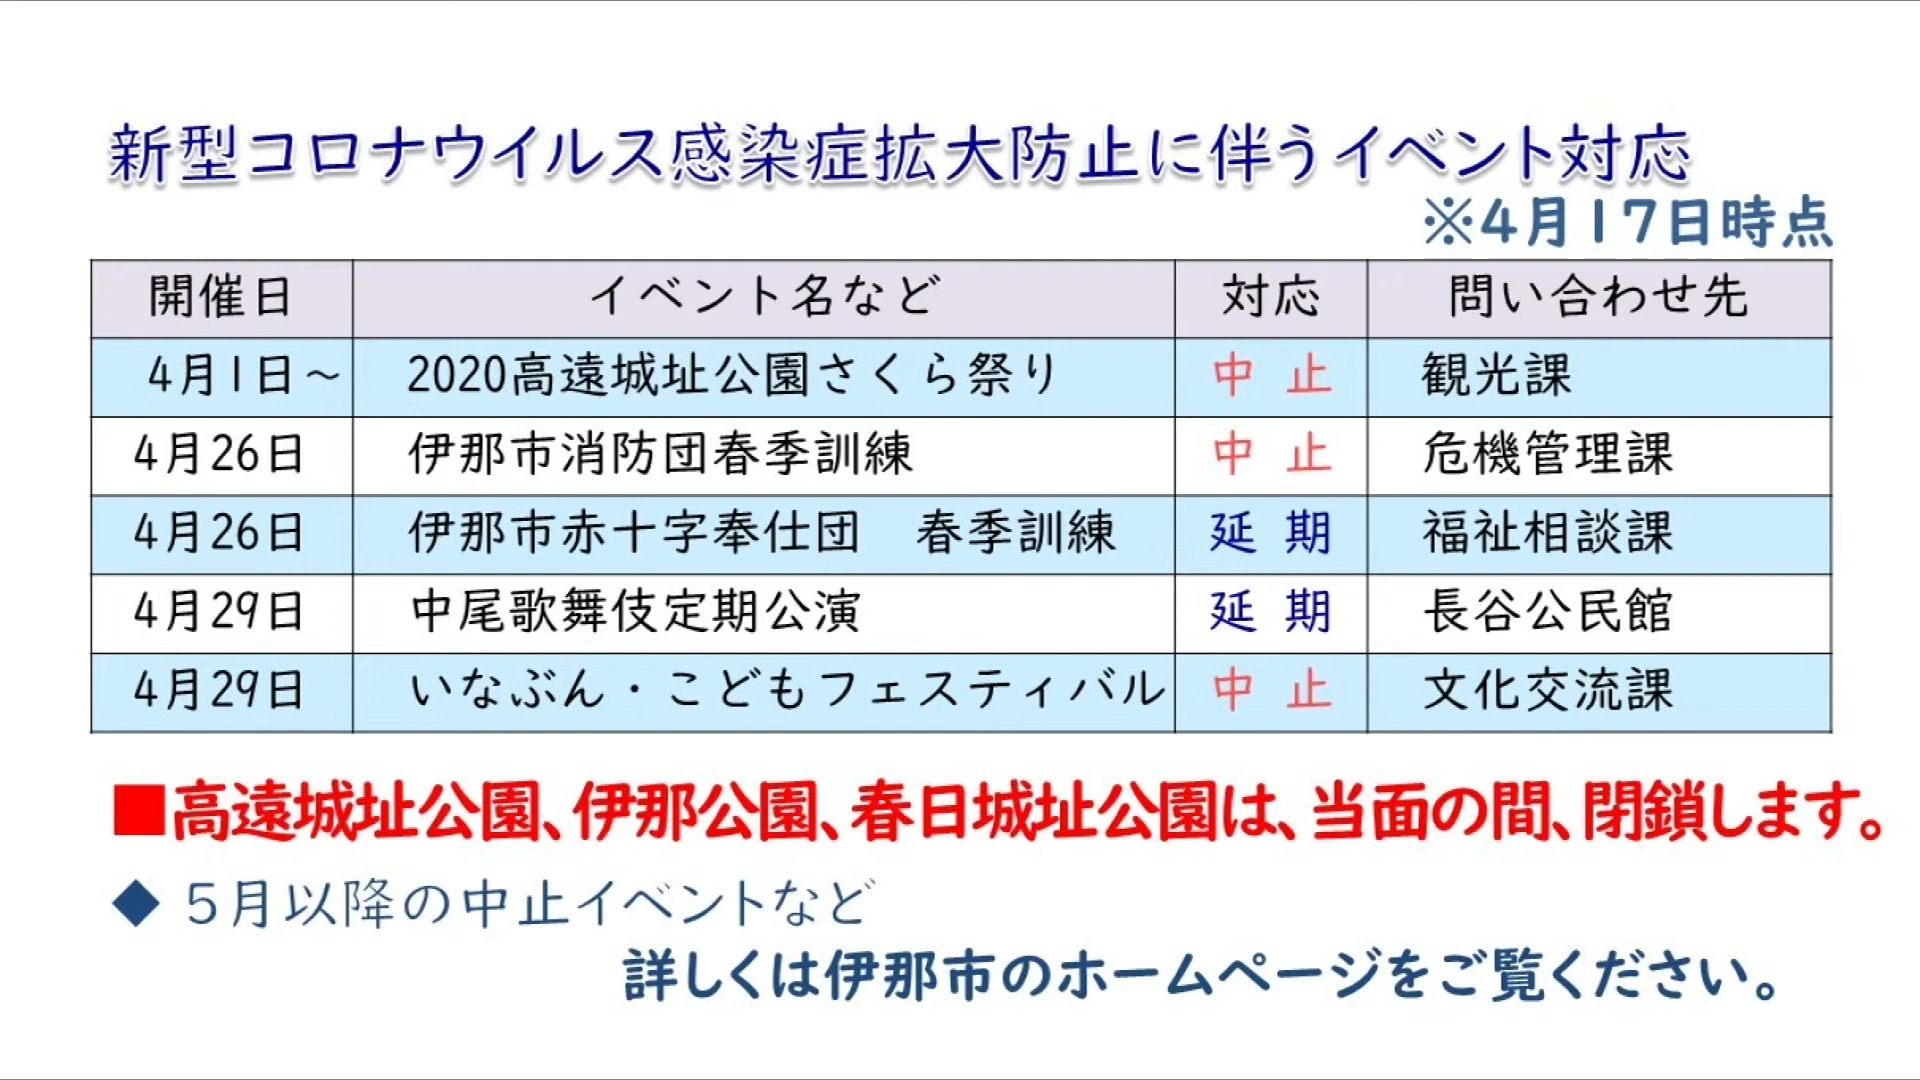 新型コロナウイルス感染症拡大防止に伴うイベント対応
※4月17日時点
開催日 イベント名など 対応 問い合わせ先
4月1日～ 2020高遠城址公園さくら祭り 中 止 観光課
4月26日 伊那市消防団春季訓練 中 止 危機管理課
4月26日 伊那市赤十字奉仕団　春季訓練 延 期 福祉相談課
4月29日 中尾歌舞伎定期公演 延 期 長谷公民館
4月29日 いなぶん・こどもフェスティバル 中 止 文化交流課
■高遠城址公園、伊那公園、春日城址公園は、当面の間、閉鎖します。
◆ 5月以降の中止イベントなど
詳しくは伊那市のホームページをご覧ください。